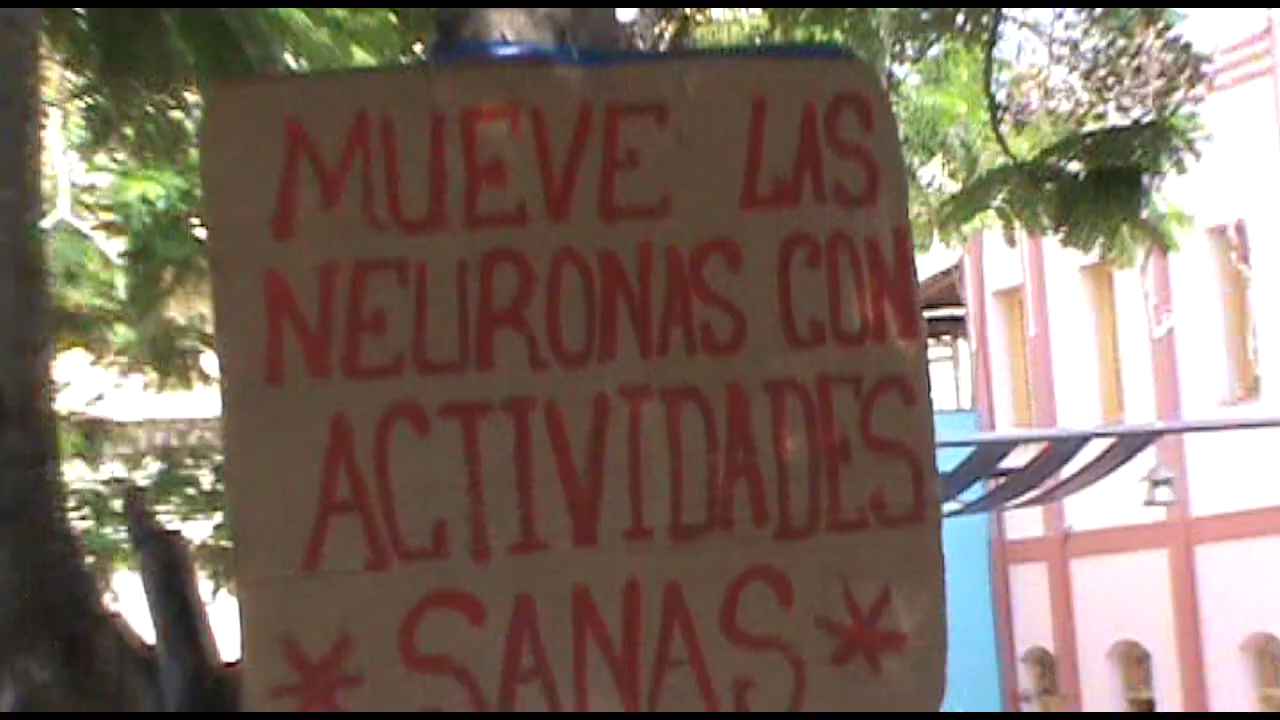 MUEVE LAS
NEURONAS CON
ACTIVIDADES
* SANAS *